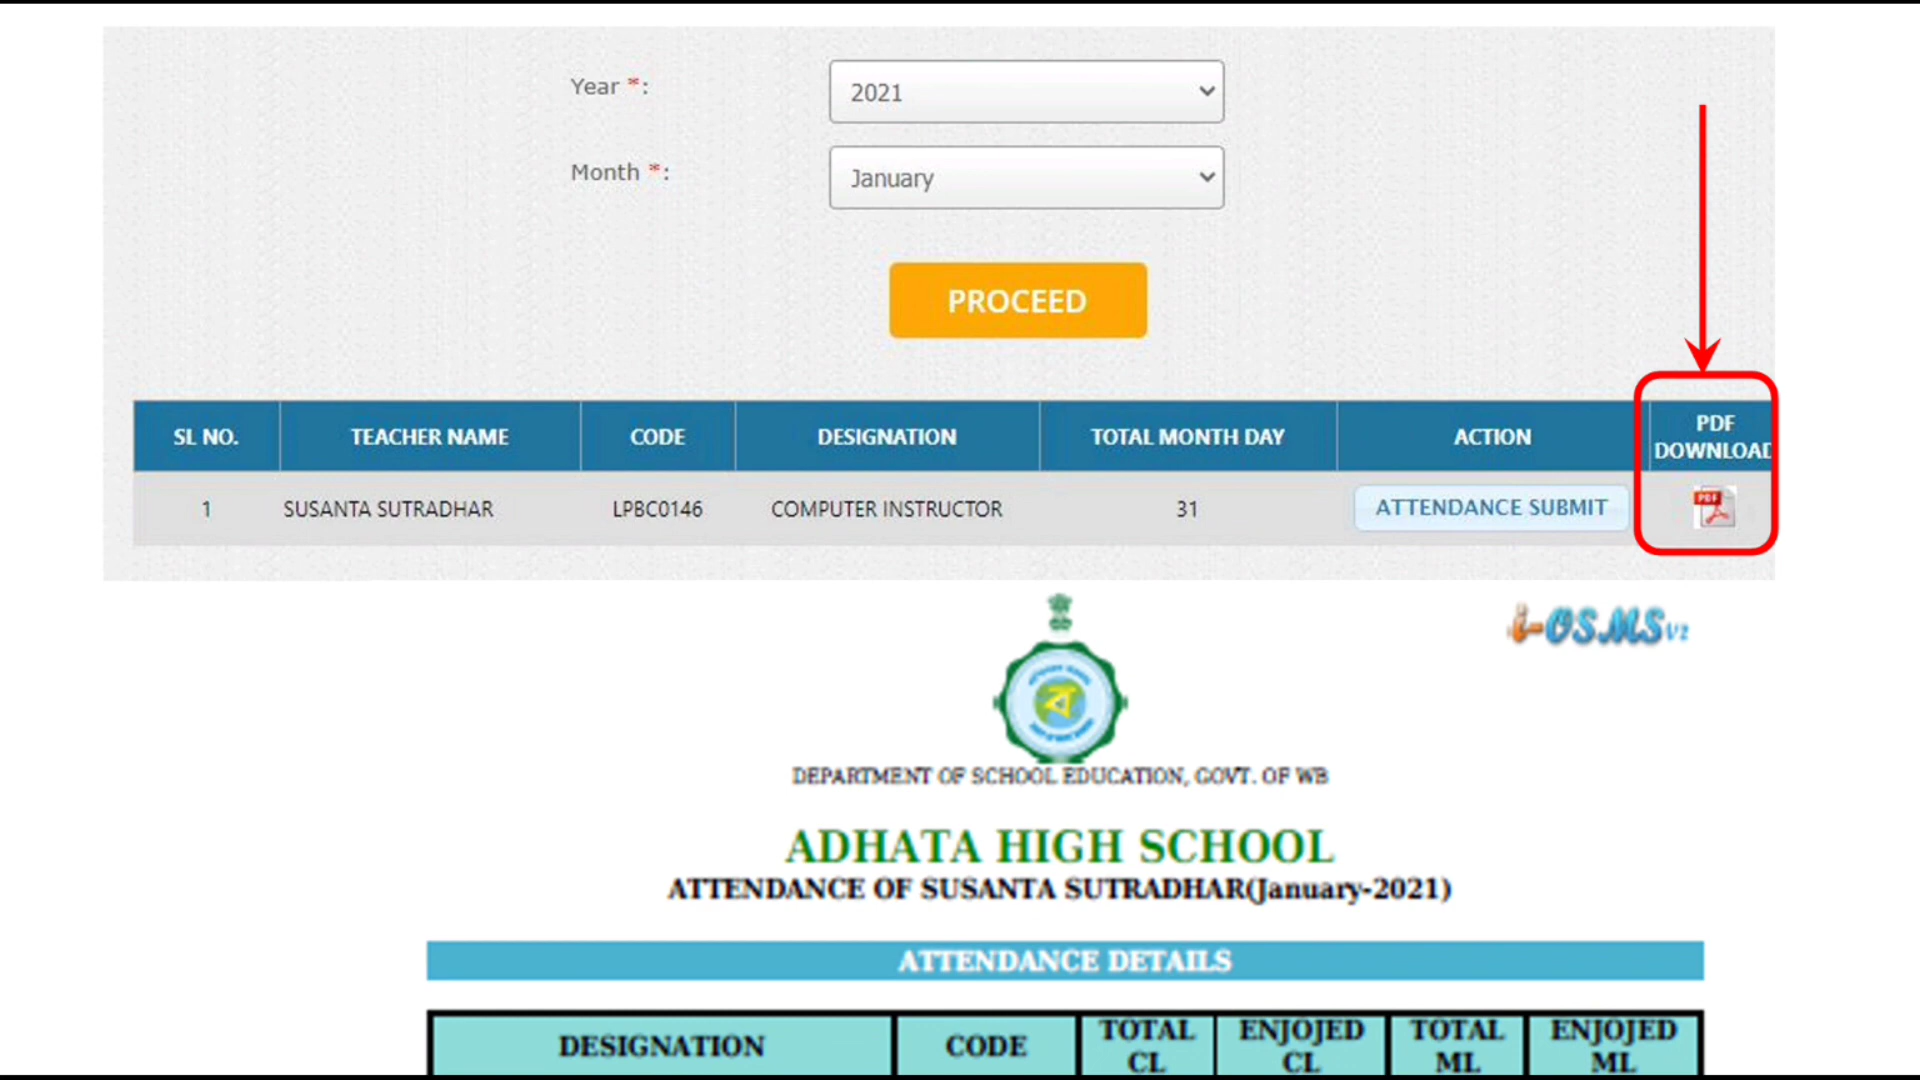 Year *:
2021
Month *:
January
PROCEED
SL NO. TEACHER NAME CODE DESIGNATION TOTAL MONTH DAY ACTION PDF DOWNLOAD
1 SUSANTA SUTRADHAR LPBC0146 COMPUTER INSTRUCTOR 31 ATTENDANCE SUBMIT PDF
i-OSMS V2
DEPARTMENT OF SCHOOL EDUCATION, GOVT. OF WB
ADHATA HIGH SCHOOL
ATTENDANCE OF SUSANTA SUTRADHAR(January-2021)
ATTENDANCE DETAILS
DESIGNATION CODE TOTAL CL ENJOJED CL TOTAL ML ENJOJED ML